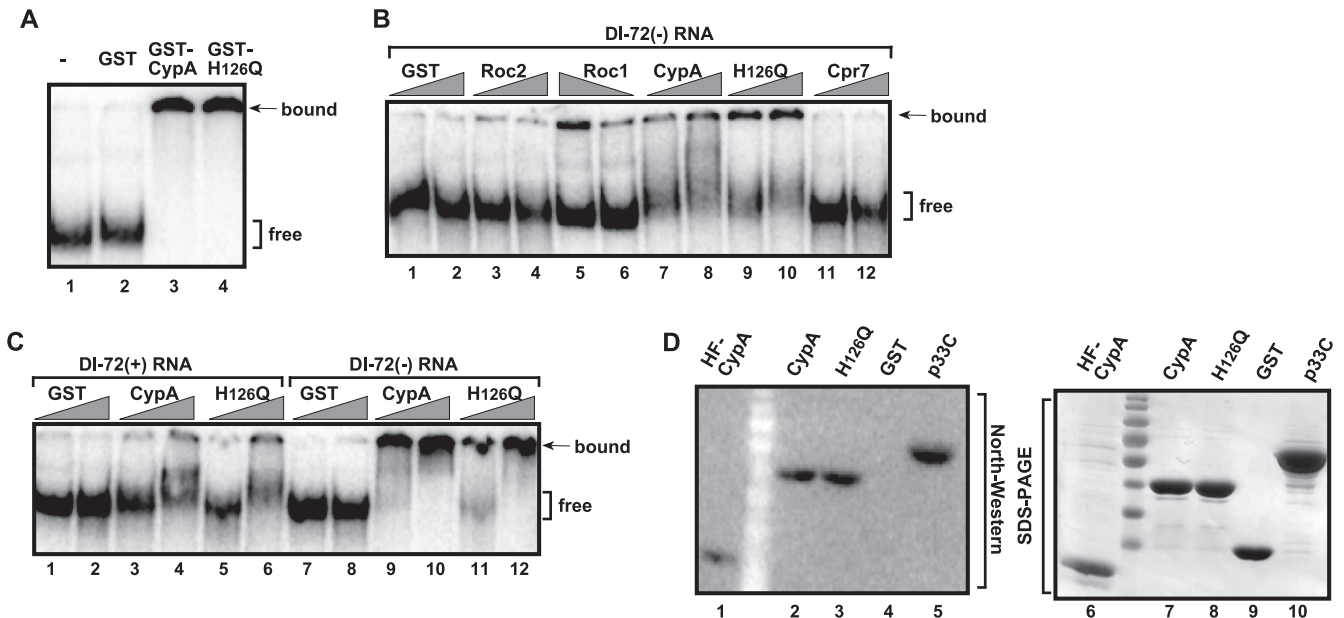 A
- GST GST-CypA GST-H126Q
bound
free
1 2 3 4
B
DI-72(-) RNA
GST Roc2 Roc1 CypA H126Q Cpr7
bound
free
1 2 3 4 5 6 7 8 9 10 11 12
C
DI-72(+) RNA DI-72(-) RNA
GST CypA H126Q GST CypA H126Q
bound
free
1 2 3 4 5 6 7 8 9 10 11 12
D
HF-CypA CypA H126Q GST p33C
North-Western
1 2 3 4 5
HF-CypA CypA H126Q GST p33C
SDS-PAGE
6 7 8 9 10